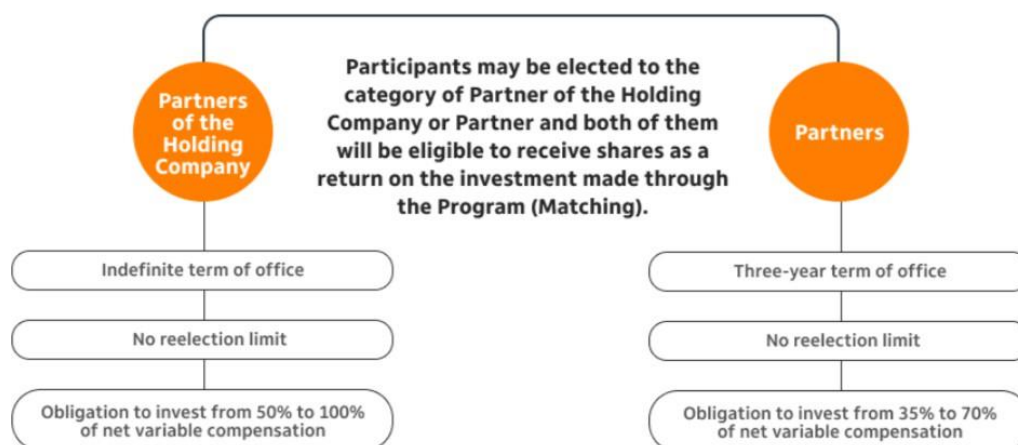 Partners
of the
Holding
Company
Participants may be elected to the
category of Partner of the Holding
Company or Partner and both of them
will be eligible to receive shares as a
return on the investment made through
the Program (Matching).
Partners
Indefinite term of office
No reelection limit
Obligation to invest from 50% to 100%
of net variable compensation
Three-year term of office
No reelection limit
Obligation to invest from 35% to 70%
of net variable compensation